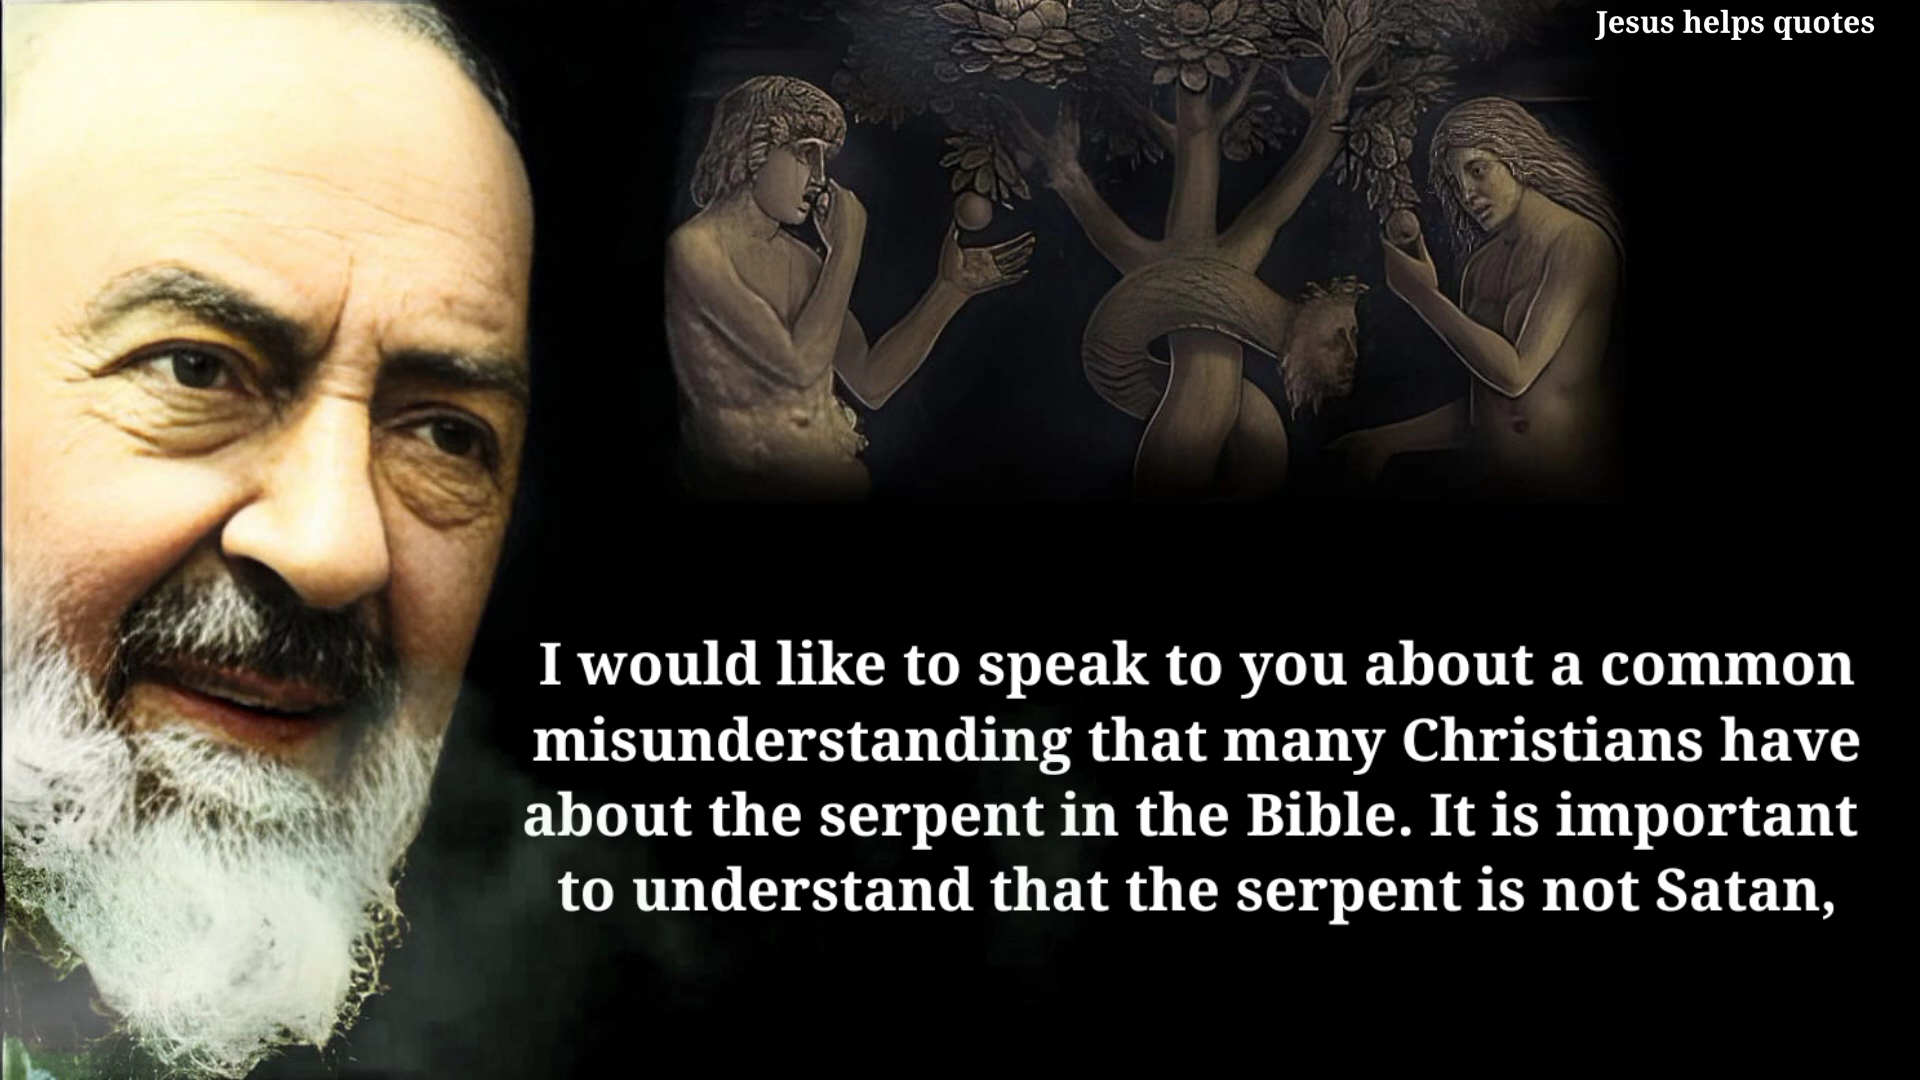 Jesus helps quotes
I would like to speak to you about a common
misunderstanding that many Christians have
about the serpent in the Bible. It is important
to understand that the serpent is not Satan,